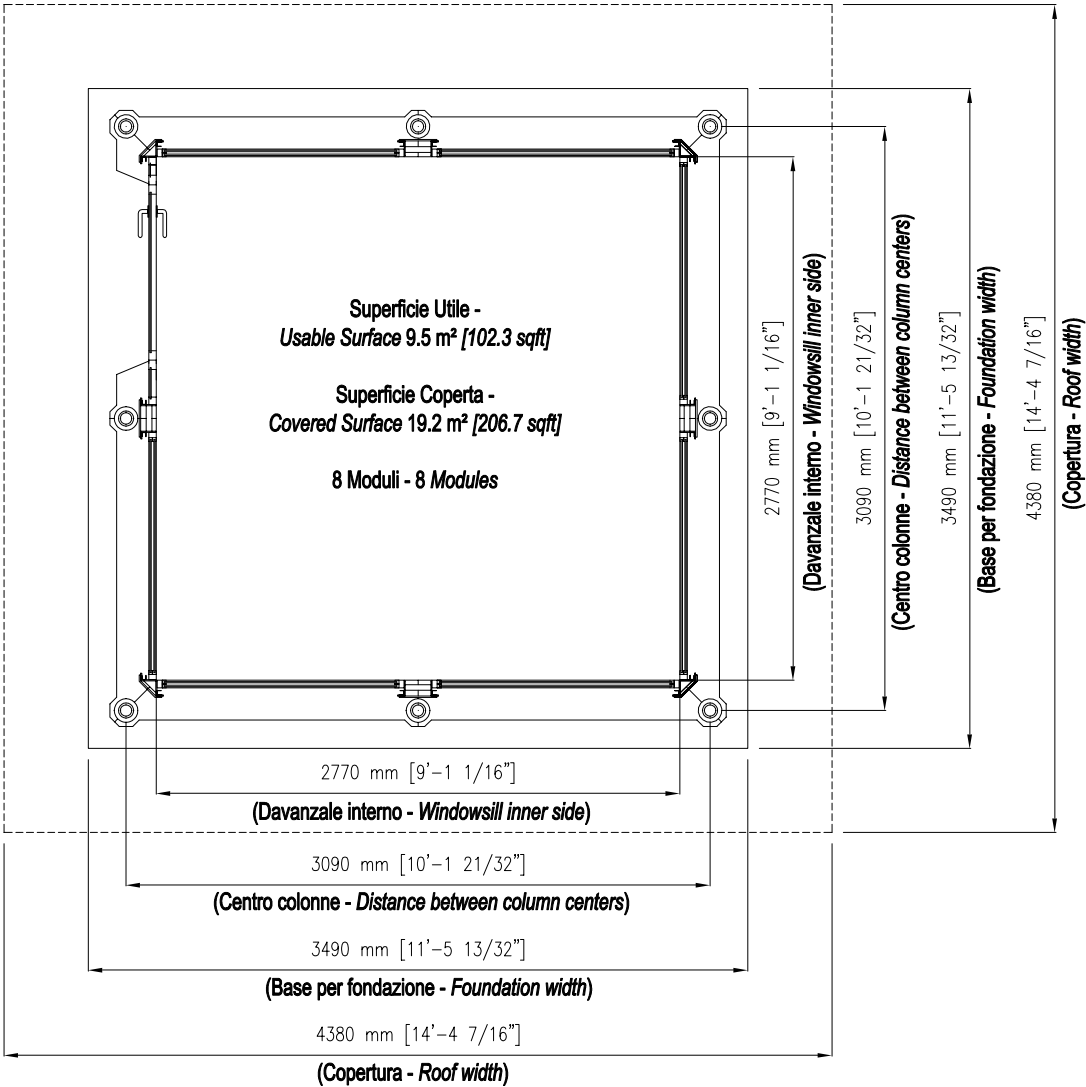 Superficie Utile -
Usable Surface 9.5 m² [102.3 sqft]
Superficie Coperta -
Covered Surface 19.2 m² [206.7 sqft]
8 Moduli - 8 Modules
2770 mm [9'-1 1/16"]
(Davanzale interno - Windowsill inner side)
3090 mm [10'-1 21/32"]
(Centro colonne - Distance between column centers)
3490 mm [11'-5 13/32"]
(Base per fondazione - Foundation width)
4380 mm [14'-4 7/16"]
(Copertura - Roof width)
2770 mm [9'-1 1/16"]
(Davanzale interno - Windowsill inner side)
3090 mm [10'-1 21/32"]
(Centro colonne - Distance between column centers)
3490 mm [11'-5 13/32"]
(Base per fondazione - Foundation width)
4380 mm [14'-4 7/16"]
(Copertura - Roof width)